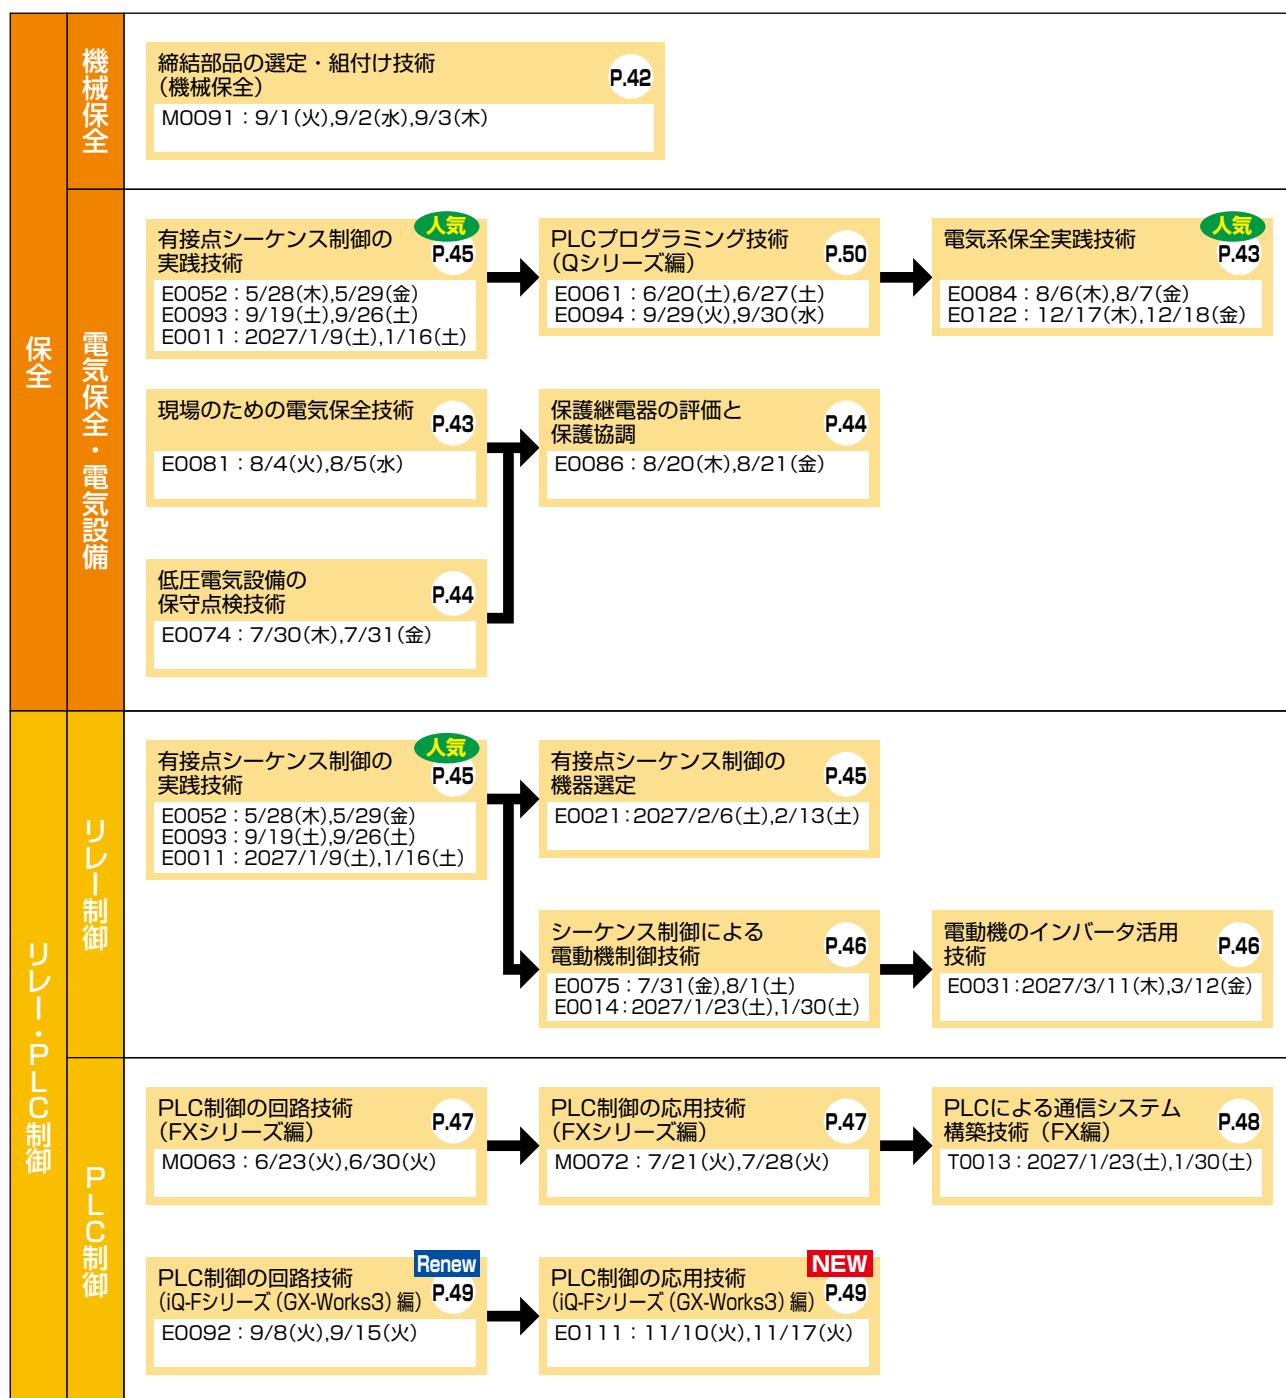 保全
機械保全
締結部品の選定・組付け技術
（機械保全）
P.42
M0091：9/1(火),9/2(水),9/3(木)
電気保全・電気設備
有接点シーケンス制御の
実践技術
人気
P.45
E0052：5/28(木),5/29(金)
E0093：9/19(土),9/26(土)
E0011：2027/1/9(土),1/16(土)
PLCプログラミング技術
（Qシリーズ編）
P.50
E0061：6/20(土),6/27(土)
E0094：9/29(火),9/30(水)
電気系保全実践技術
人気
P.43
E0084：8/6(木),8/7(金)
E0122：12/17(木),12/18(金)
現場のための電気保全技術
P.43
E0081：8/4(火),8/5(水)
保護継電器の評価と
保護協調
P.44
E0086：8/20(木),8/21(金)
低圧電気設備の
保守点検技術
P.44
E0074：7/30(木),7/31(金)
リレー・PLC制御
リレー制御
有接点シーケンス制御の
実践技術
人気
P.45
E0052：5/28(木),5/29(金)
E0093：9/19(土),9/26(土)
E0011：2027/1/9(土),1/16(土)
有接点シーケンス制御の
機器選定
P.45
E0021：2027/2/6(土),2/13(土)
シーケンス制御による
電動機制御技術
P.46
E0075：7/31(金),8/1(土)
E0014：2027/1/23(土),1/30(土)
電動機のインバータ活用
技術
P.46
E0031：2027/3/11(木),3/12(金)
PLC制御
PLC制御の回路技術
（FXシリーズ編）
P.47
M0063：6/23(火),6/30(火)
PLC制御の応用技術
（FXシリーズ編）
P.47
M0072：7/21(火),7/28(火)
PLCによる通信システム
構築技術（FX編）
P.48
T0013：2027/1/23(土),1/30(土)
Renew
PLC制御の回路技術
（iQ-Fシリーズ（GX-Works3）編）
P.49
E0092：9/8(火),9/15(火)
NEW
PLC制御の応用技術
（iQ-Fシリーズ（GX-Works3）編）
P.49
E0111：11/10(火),11/17(火)